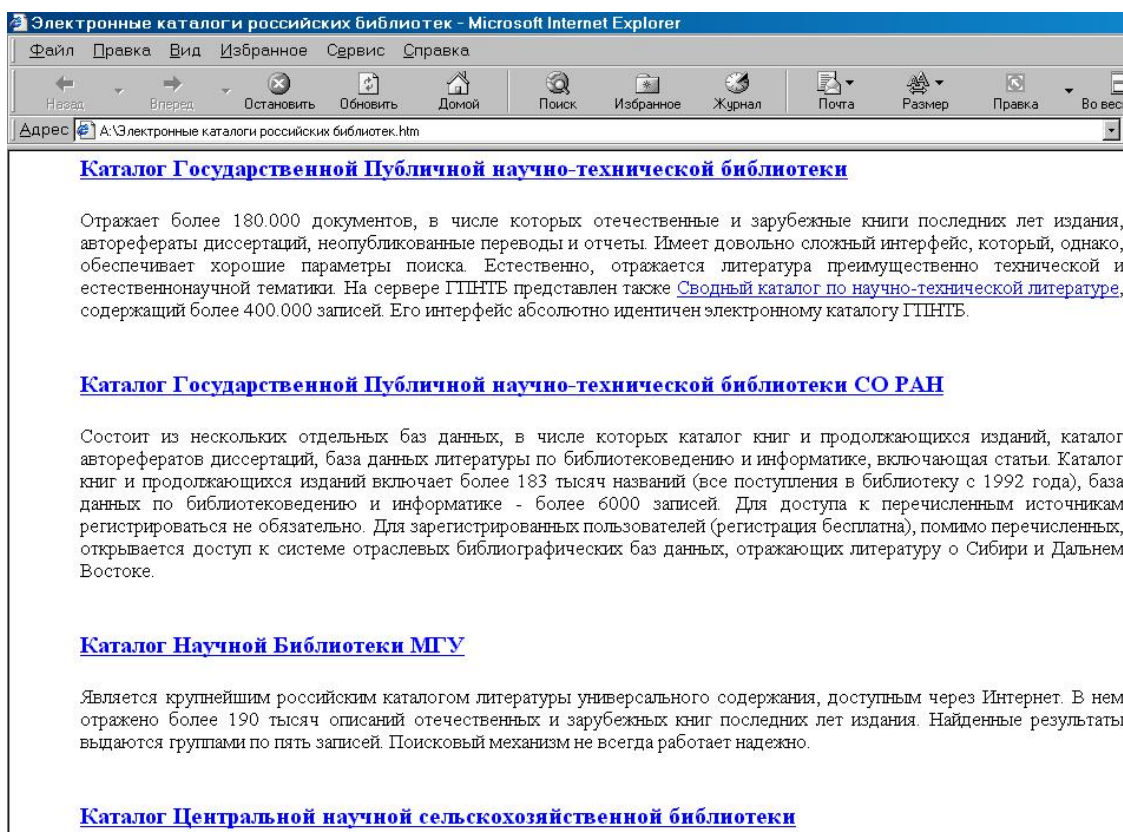 Электронные каталоги российских библиотек - Microsoft Internet Explorer
Файл Правка Вид Избранное Сервис Справка
Назад Вперед Остановить Обновить Домой Поиск Избранное Журнал Почта Размер Правка Во
Адрес A:\Электронные каталоги российских библиотек.htm
Каталог Государственной Публичной научно-технической библиотеки
Отражает более 180.000 документов, в числе которых отечественные и зарубежные книги последних лет издания,
авторефераты диссертаций, неопубликованные переводы и отчеты. Имеет довольно сложный интерфейс, который, однако,
обеспечивает хорошие параметры поиска. Естественно, отражается литература преимущественно технической и
естественнонаучной тематики. На сервере ГПНТБ представлен также Сводный каталог по научно-технической литературе,
содержащий более 400.000 записей. Его интерфейс абсолютно идентичен электронному каталогу ГПНТБ.
Каталог Государственной Публичной научно-технической библиотеки СО РАН
Состоит из нескольких отдельных баз данных, в числе которых каталог книг и продолжающихся изданий, каталог
авторефератов диссертаций, база данных литературы по библиотековедению и информатике, включающая статьи. Каталог
книг и продолжающихся изданий включает более 183 тысяч названий (все поступления в библиотеку с 1992 года), база
данных по библиотековедению и информатике - более 6000 записей. Для доступа к перечисленным источникам
регистрироваться не обязательно. Для зарегистрированных пользователей (регистрация бесплатна), помимо перечисленных,
открывается доступ к системе отраслевых библиографических баз данных, отражающих литературу о Сибири и Дальнем
Востоке.
Каталог Научной Библиотеки МГУ
Является крупнейшим российским каталогом литературы универсального содержания, доступным через Интернет. В нем
отражено более 190 тысяч описаний отечественных и зарубежных книг последних лет издания. Найденные результаты
выдаются группами по пять записей. Поисковый механизм не всегда работает надежно.
Каталог Центральной научной сельскохозяйственной библиотеки